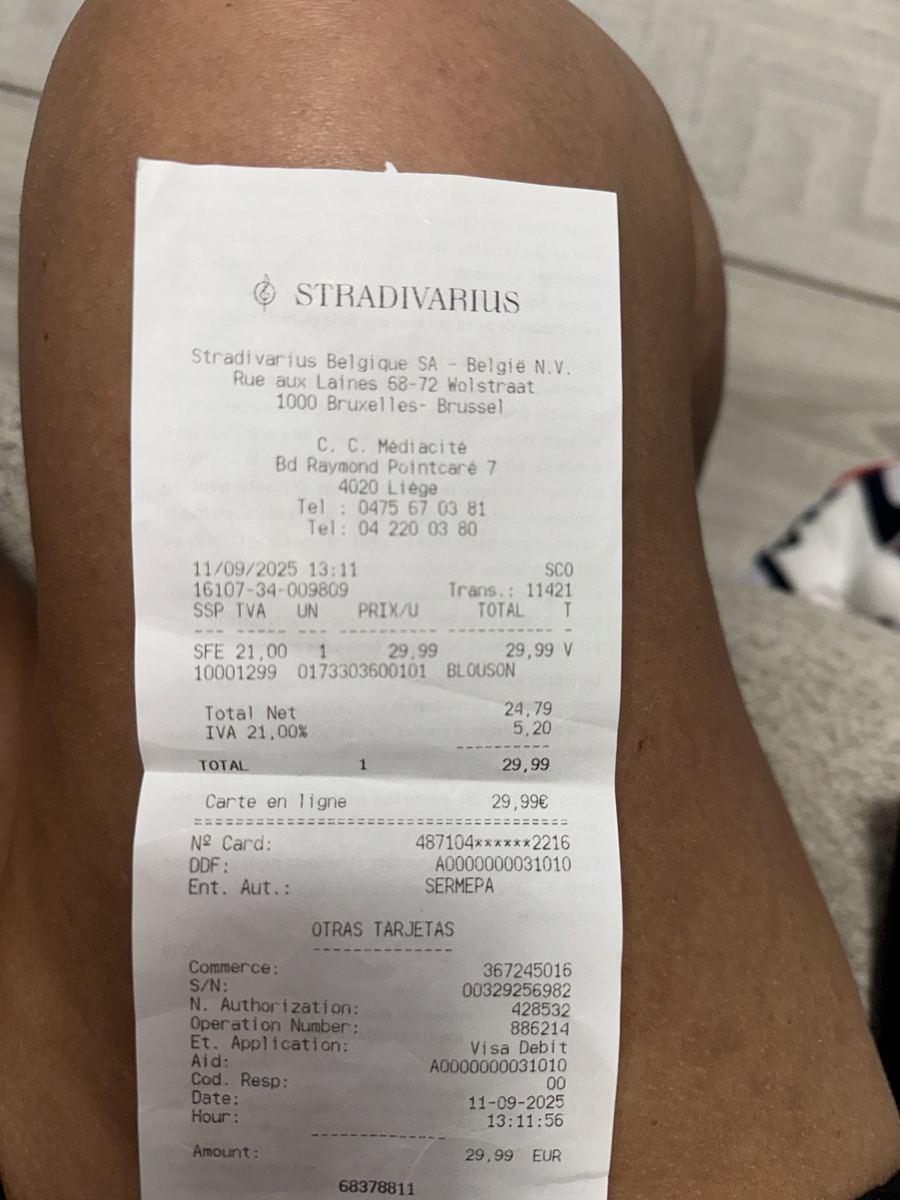 STRADIVARIUS
Stradivarius Belgique SA - België N.V.
Rue aux Laines 68-72 Wolstraat
1000 Bruxelles- Brussel
C. C. Médiacité
Bd Raymond Pointcaré 7
4020 Liège
Tel : 0475 67 03 81
Tel: 04 220 03 80
11/09/2025 13:11 SCO
16107-34-009809 Trans.: 11421
SSP TVA UN PRIX/U TOTAL T
--- ----- --- -------- ----------- -
SFE 21,00 1 29,99 29,99 V
10001299 0173303600101 BLOUSON
Total Net 24,79
IVA 21,00% 5,20
----------
TOTAL 1 29,99
Carte en ligne 29,99€
========================================
Nº Card: 487104******2216
DDF: A0000000031010
Ent. Aut.: SERMEPA
OTRAS TARJETAS
---------------
Commerce: 367245016
S/N: 00329256982
N. Authorization: 428532
Operation Number: 886214
Et. Application: Visa Debit
Aid: A0000000031010
Cod. Resp: 00
Date: 11-09-2025
Hour: 13:11:56
---------------
Amount: 29,99 EUR
68378811